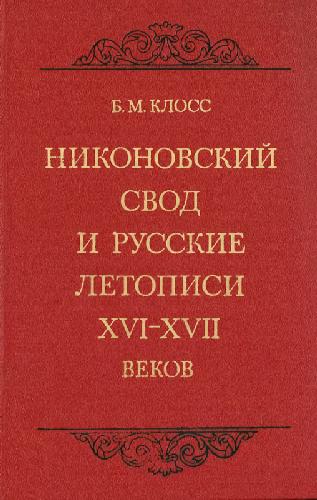 Б. М. КЛОСС
НИКОНОВСКИЙ
СВОД
И РУССКИЕ
ЛЕТОПИСИ
XVI–XVII
ВЕКОВ